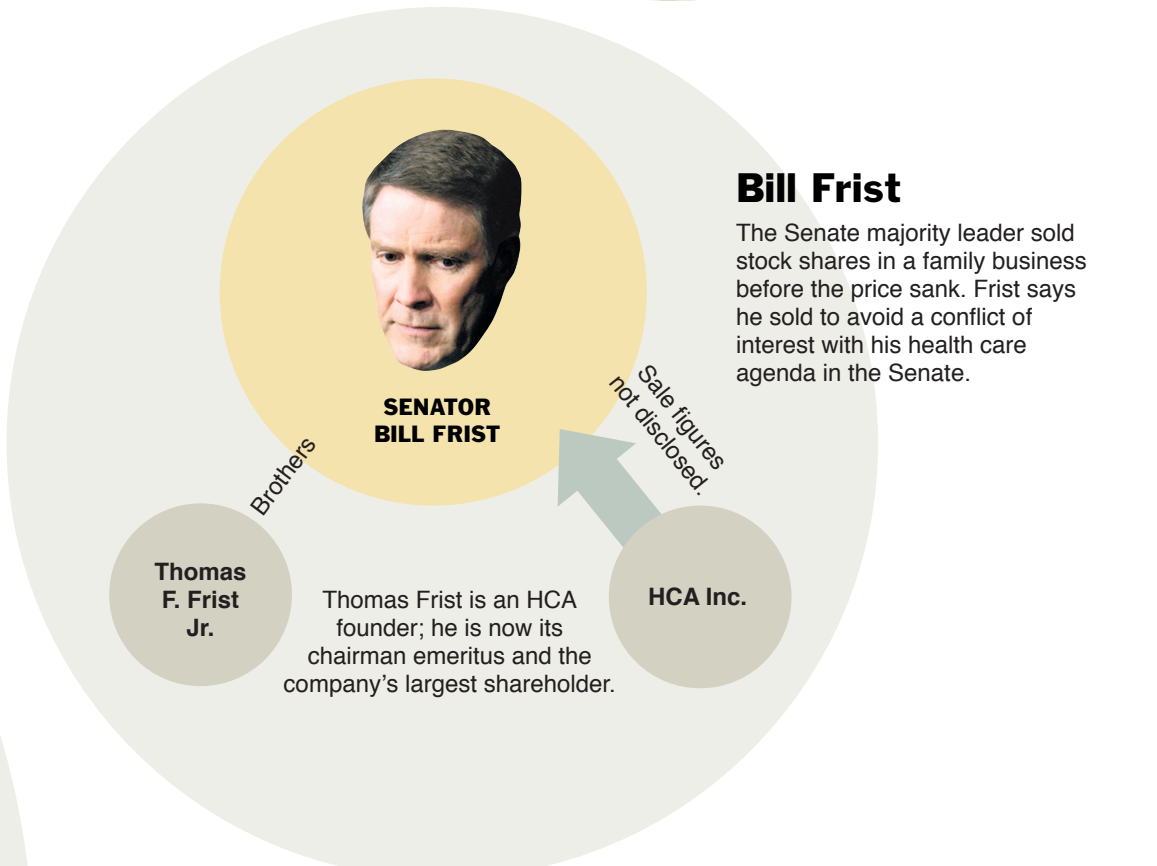 Bill Frist
The Senate majority leader sold
stock shares in a family business
before the price sank. Frist says
he sold to avoid a conflict of
interest with his health care
agenda in the Senate.
SENATOR
BILL FRIST
Sale figures
not disclosed.
Brothers
Thomas
F. Frist
Jr.
Thomas Frist is an HCA
founder; he is now its
chairman emeritus and the
company’s largest shareholder.
HCA Inc.